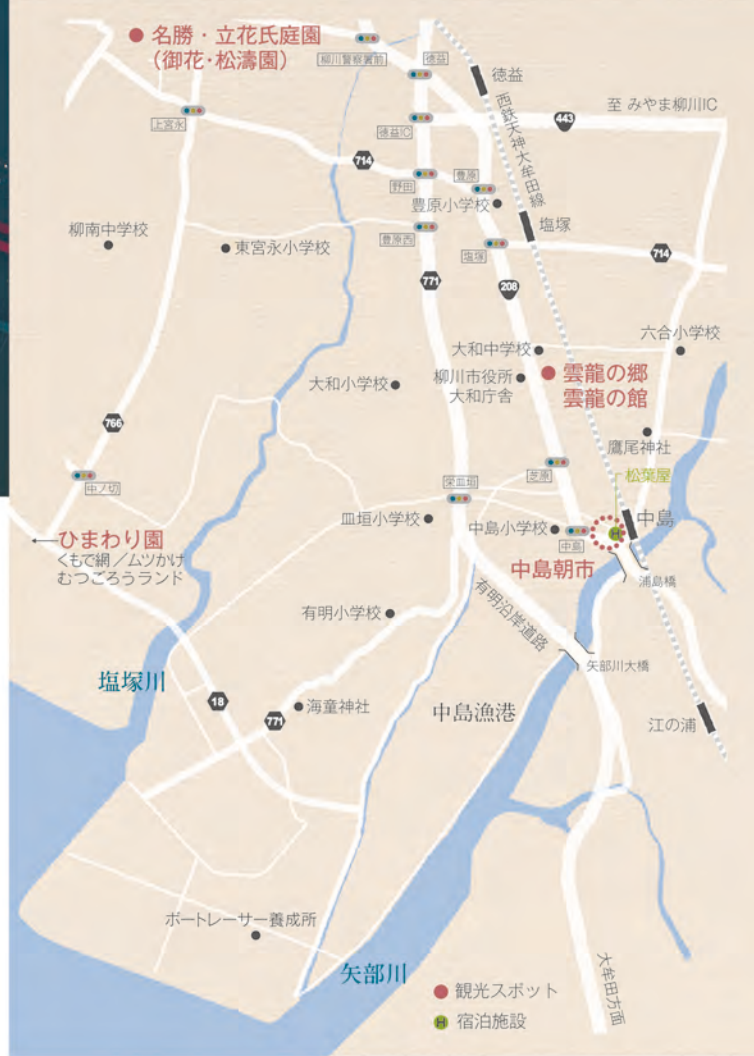 名勝・立花氏庭園
(御花・松濤園)
柳川警察署前
徳益
徳益
西鉄天神大牟田線
至 みやま柳川IC
443
上宮永
徳益IC
714
野田
豊原
豊原小学校
柳南中学校
東宮永小学校
豊原西
塩塚
塩塚
714
771
208
大和中学校
六合小学校
大和小学校
柳川市役所
大和庁舎
雲龍の郷
雲龍の館
766
鷹尾神社
中ノ切
栄皿垣
芝原
松葉屋
皿垣小学校
中島小学校
中島
H
中島
中島朝市
浦島橋
ひまわり園
くもで網/ムツかけ
むつごろうランド
有明小学校
有明沿岸道路
矢部川大橋
塩塚川
18
771
海童神社
中島漁港
江の浦
ボートレーサー養成所
矢部川
大牟田方面
観光スポット
H 宿泊施設